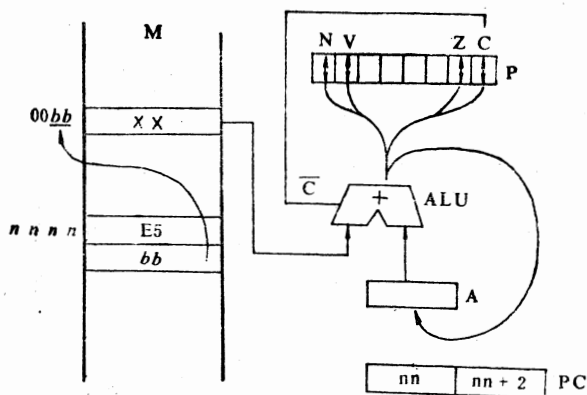 M
N V Z C
P
00bb
X X
C̅
+
ALU
n n n n
E5
bb
A
nn
nn + 2
PC